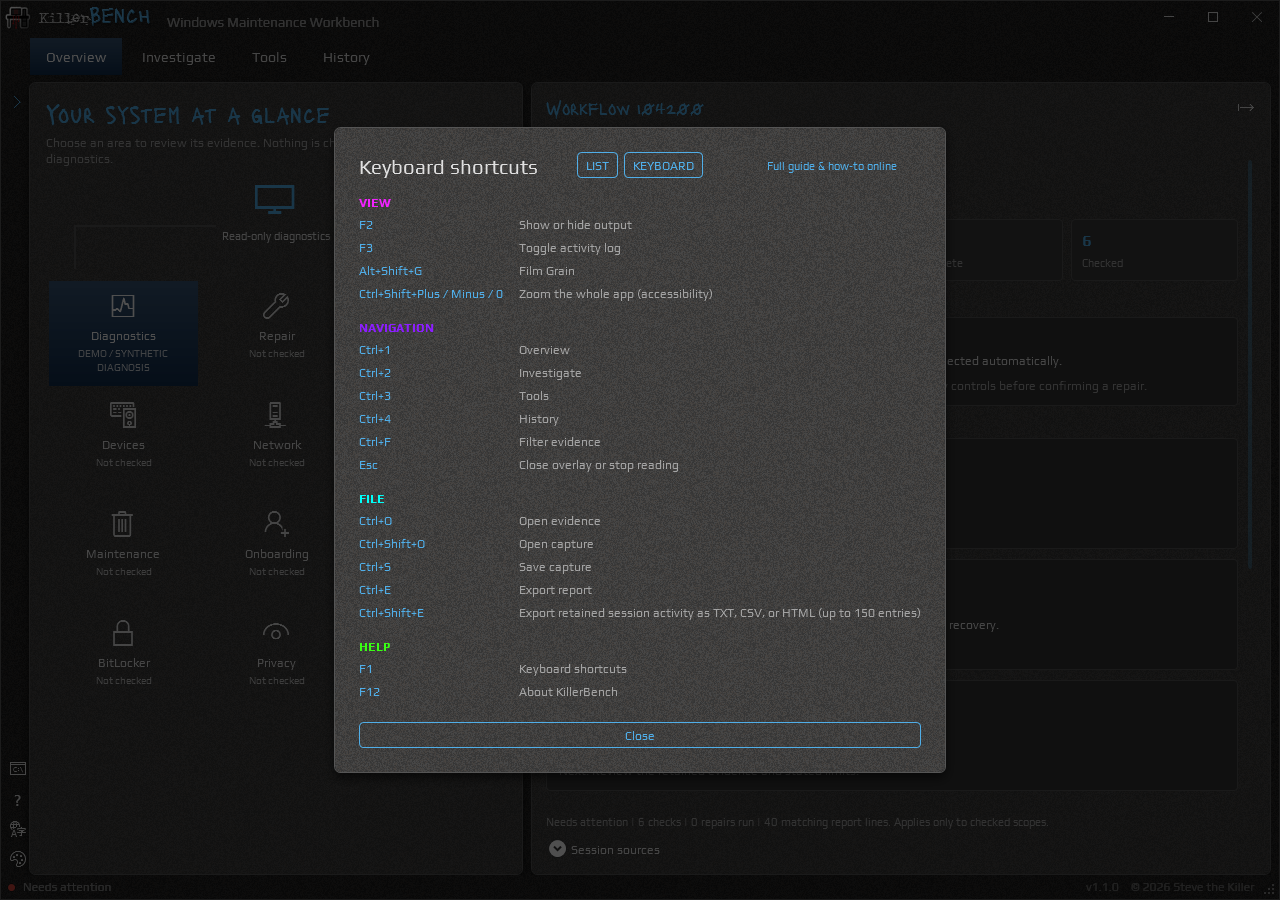 KillerBENCH
Windows Maintenance Workbench
Overview
Investigate
Tools
History
YOUR SYSTEM AT A GLANCE
Choose an area to review its evidence. Nothing is ch
diagnostics.
Read-only diagnostics
Diagnostics
DEMO / SYNTHETIC
DIAGNOSIS
Repair
Not checked
Devices
Not checked
Network
Not checked
Maintenance
Not checked
Onboarding
Not checked
BitLocker
Not checked
Privacy
Not checked
WORKFLOW 1.04200
ete
6
Checked
ected automatically.
controls before confirming a repair.
recovery.
Needs attention | 6 checks | 0 repairs run | 40 matching report lines. Applies only to checked scopes.
Session sources
Keyboard shortcuts
LIST
KEYBOARD
Full guide & how-to online
VIEW
F2 Show or hide output
F3 Toggle activity log
Alt+Shift+G Film Grain
Ctrl+Shift+Plus / Minus / 0 Zoom the whole app (accessibility)
NAVIGATION
Ctrl+1 Overview
Ctrl+2 Investigate
Ctrl+3 Tools
Ctrl+4 History
Ctrl+F Filter evidence
Esc Close overlay or stop reading
FILE
Ctrl+O Open evidence
Ctrl+Shift+O Open capture
Ctrl+S Save capture
Ctrl+E Export report
Ctrl+Shift+E Export retained session activity as TXT, CSV, or HTML (up to 150 entries)
HELP
F1 Keyboard shortcuts
F12 About KillerBench
Close
Needs attention
v1.1.0 © 2026 Steve the Killer